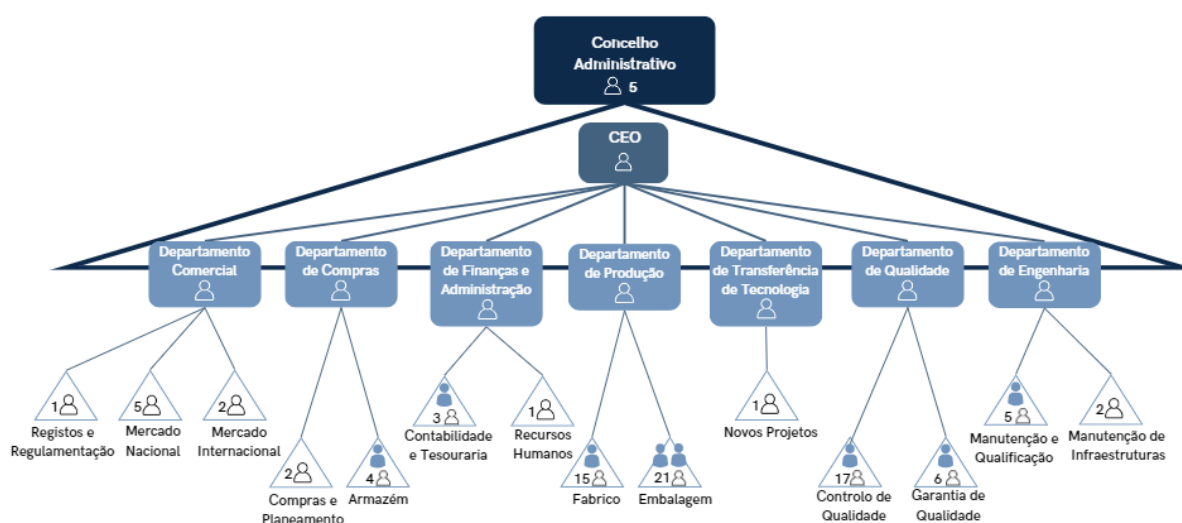 Concelho
Administrativo
5
CEO
Departamento
Comercial
Departamento
de Compras
Departamento
de Finanças e
Administração
Departamento
de Produção
Departamento
de Transferência
de Tecnologia
Departamento
de Qualidade
Departamento
de Engenharia
1
Registos e
Regulamentação
5
Mercado
Nacional
2
Mercado
Internacional
2
Compras e
Planeamento
4
Armazém
3
Contabilidade
e Tesouraria
1
Recursos
Humanos
15
Fabrico
21
Embalagem
1
Novos Projetos
17
Controlo de
Qualidade
6
Garantia de
Qualidade
5
Manutenção e
Qualificação
2
Manutenção de
Infraestruturas